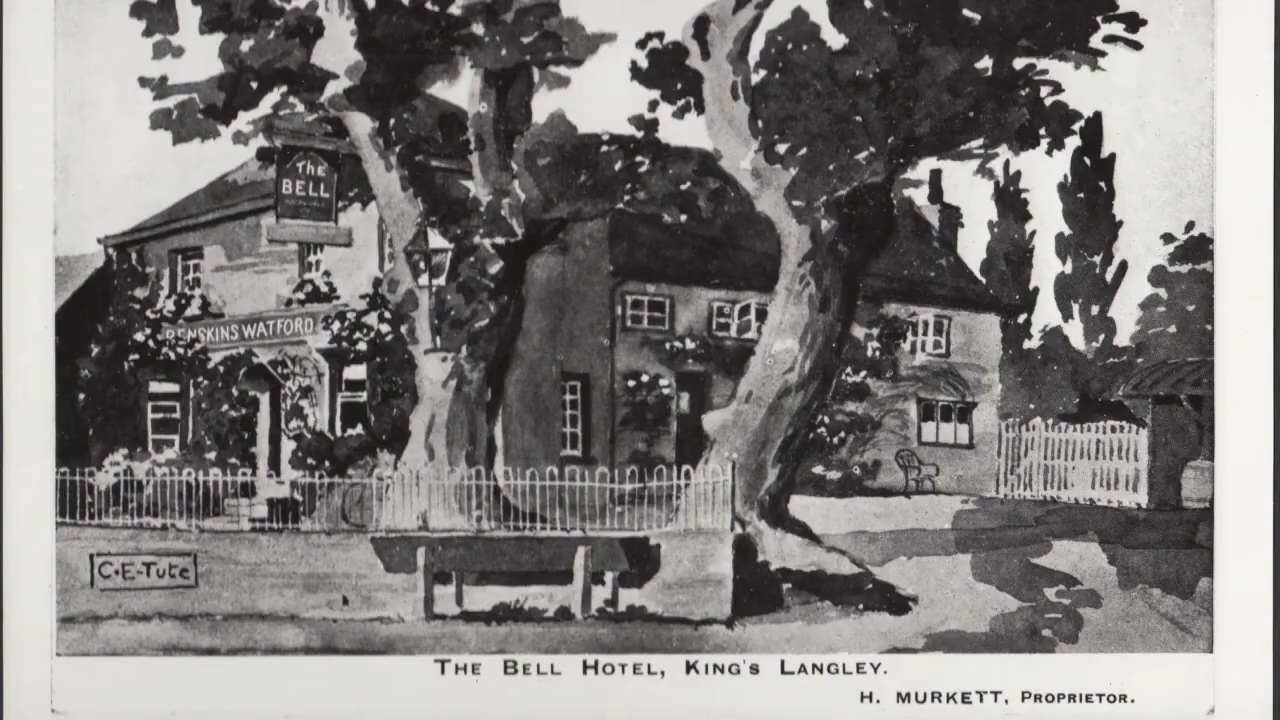 The
BELL
BENSKINS WATFORD
C·E·Tute
THE BELL HOTEL, KING'S LANGLEY.
H. MURKETT, PROPRIETOR.